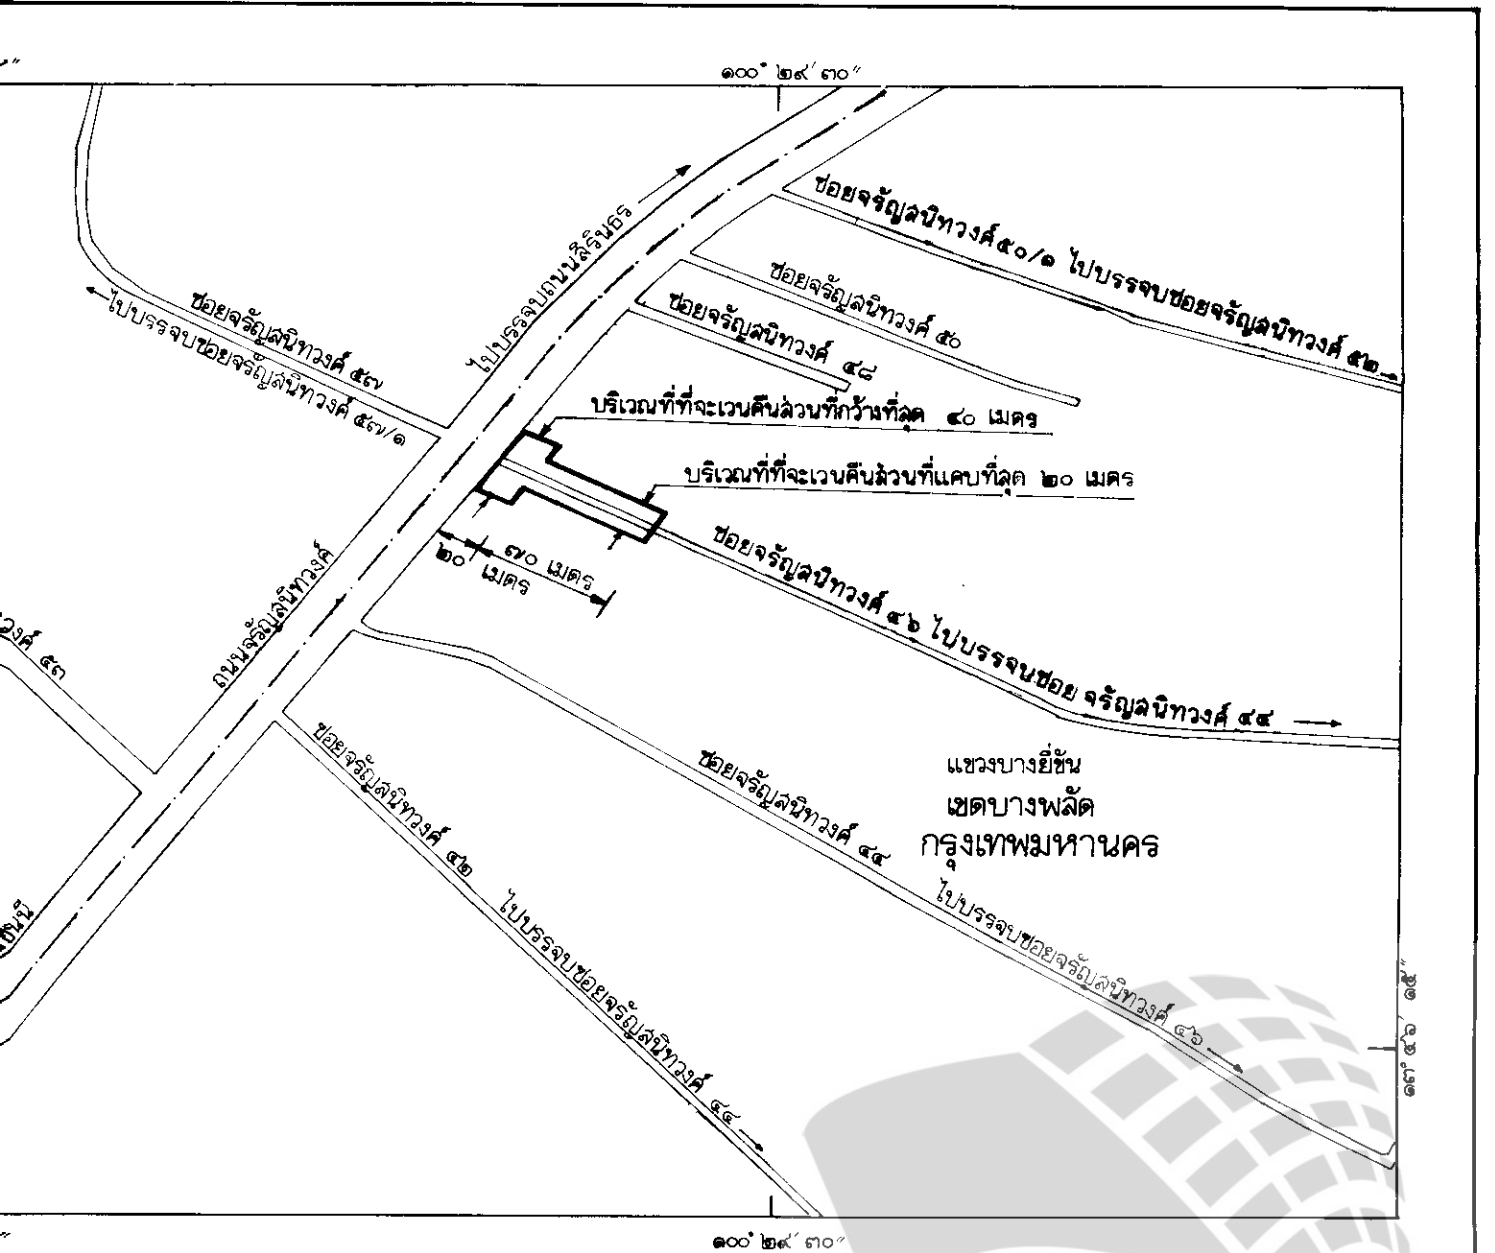 ๑๐๐° ๒๙′ ๓๐″
ซอยจรัญสนิทวงศ์ ๕๐/๑ ไปบรรจบซอยจรัญสนิทวงศ์ ๕๒
ไปบรรจบถนนสิรินธร
ซอยจรัญสนิทวงศ์ ๕๐
ซอยจรัญสนิทวงศ์ ๔๘
ซอยจรัญสนิทวงศ์ ๕๗
ไปบรรจบซอยจรัญสนิทวงศ์ ๕๗/๑
บริเวณที่ที่จะเวนคืนส่วนที่กว้างที่สุด ๔๐ เมตร
บริเวณที่ที่จะเวนคืนส่วนที่แคบที่สุด ๒๐ เมตร
๒๐ เมตร
๗๐ เมตร
ซอยจรัญสนิทวงศ์ ๔๖ ไปบรรจบซอย จรัญสนิทวงศ์ ๔๔
ถนนจรัญสนิทวงศ์
วงศ์ ๕๓
ซอยจรัญสนิทวงศ์ ๔๒ ไปบรรจบซอยจรัญสนิทวงศ์ ๔๔
ซอยจรัญสนิทวงศ์ ๔๔ ไปบรรจบซอยจรัญสนิทวงศ์ ๔๖
แขวงบางยี่ขัน
เขตบางพลัด
กรุงเทพมหานคร
๑๓° ๔๖′ ๑๕″
๑๐๐° ๒๙′ ๓๐″